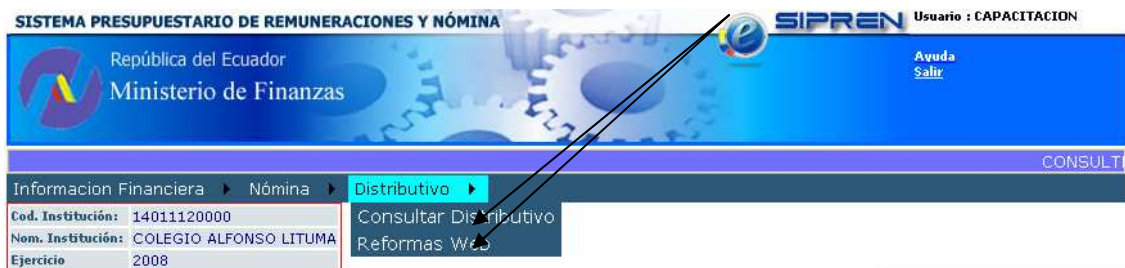 SISTEMA PRESUPUESTARIO DE REMUNERACIONES Y NÓMINA
SIPREN
Usuario : CAPACITACION
República del Ecuador
Ministerio de Finanzas
Ayuda
Salir
CONSULT
Informacion Financiera Nómina Distributivo
Cod. Institución: 14011120000
Consultar Distributivo
Nom. Institución: COLEGIO ALFONSO LITUMA
Reformas Web
Ejercicio 2008